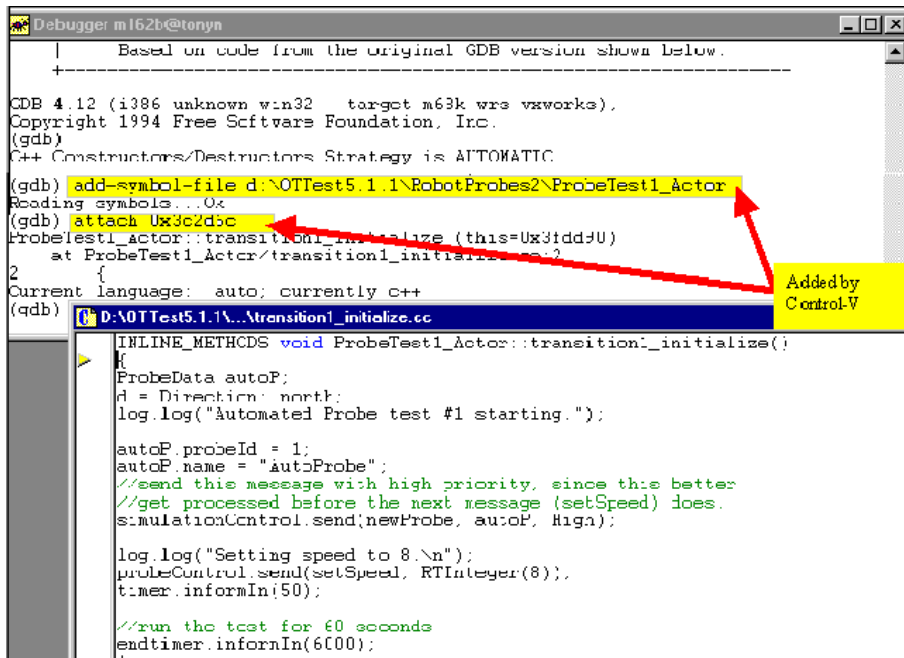 Debugger m162b@tonyn
| Based on code from the original GDB version shown below.
+-----------------------------------------------------------------
GDB 4.12 (i386 unknown win32 target m68k wrs vxworks),
Copyright 1994 Free Software Foundation, Inc.
(gdb)
C++ Constructors/Destructors Strategy is AUTOMATIC
(gdb) add-symbol-file d:\OTTest5.1.1\RobotProbes2\ProbeTest1_Actor
Reading symbols...Ok
(gdb) attach 0x3c2d5c
ProbeTest1_Actor::transition1_initialize (this=0x3fdd90)
at ProbeTest1_Actor/transition1_initialize.cc:2
2 {
Current language: auto; currently c++
(gdb)
Added by
Control-V
D:\OTTest5.1.1\...\transition1_initialize.cc
INLINE_METHODS void ProbeTest1_Actor::transition1_initialize()
{
ProbeData autoP;
d = Direction: north;
log.log("Automated Probe test #1 starting.");
autoP.probeId = 1;
autoP.name = "AutoProbe";
//send this message with high priority, since this better
//get processed before the next message (setSpeed) does.
simulationControl.send(newProbe, autoP, High);
log.log("Setting speed to 8.\n");
probeControl.send(setSpeed, RTInteger(8));
timer.informIn(50);
//run the test for 60 seconds
endtimer.informIn(6000);